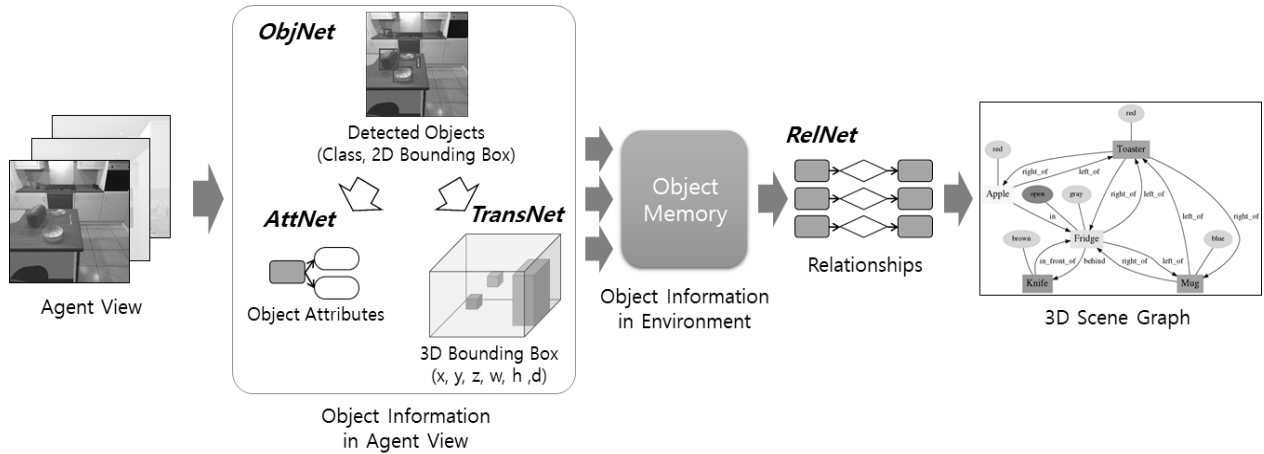 ObjNet
Detected Objects
(Class, 2D Bounding Box)
AttNet
TransNet
Object Attributes
3D Bounding Box
(x, y, z, w, h ,d)
Agent View
Object Information
in Agent View
Object
Memory
Object Information
in Environment
RelNet
Relationships
red
red
Toaster
right_of
left_of
Apple
open
gray
right_of
left_of
in
left_of
right_of
brown
Fridge
blue
in_front_of
behind
right_of
left_of
Knife
Mug
3D Scene Graph